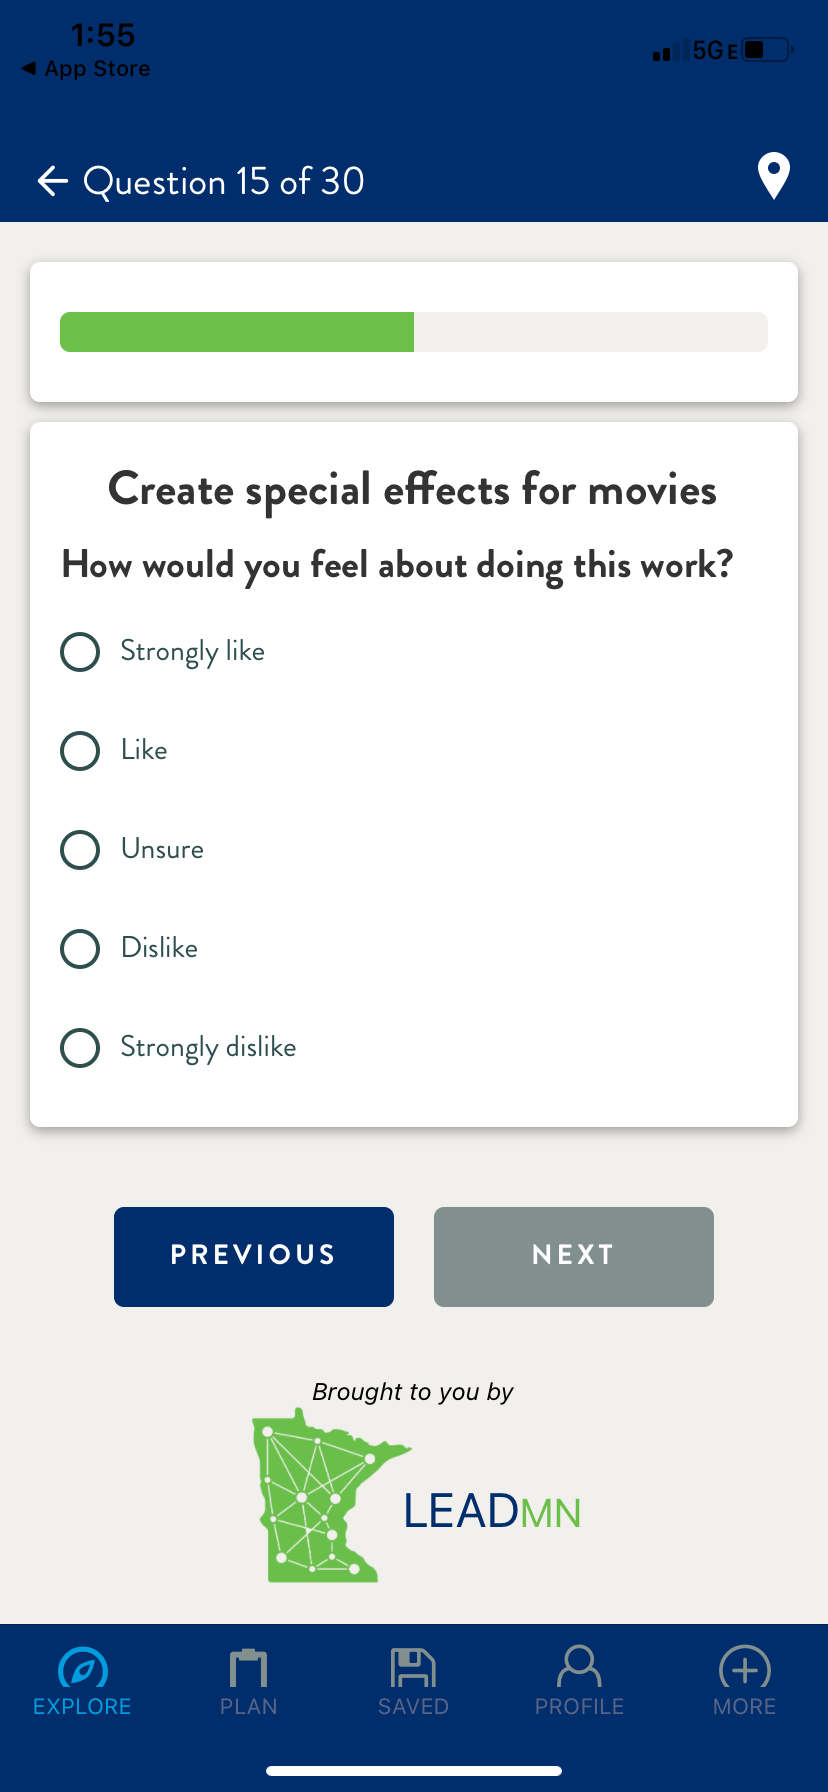 1:55
◀ App Store
5GE
Question 15 of 30
Create special effects for movies
How would you feel about doing this work?
Strongly like
Like
Unsure
Dislike
Strongly dislike
PREVIOUS
NEXT
Brought to you by
LEADMN
EXPLORE
PLAN
SAVED
PROFILE
MORE